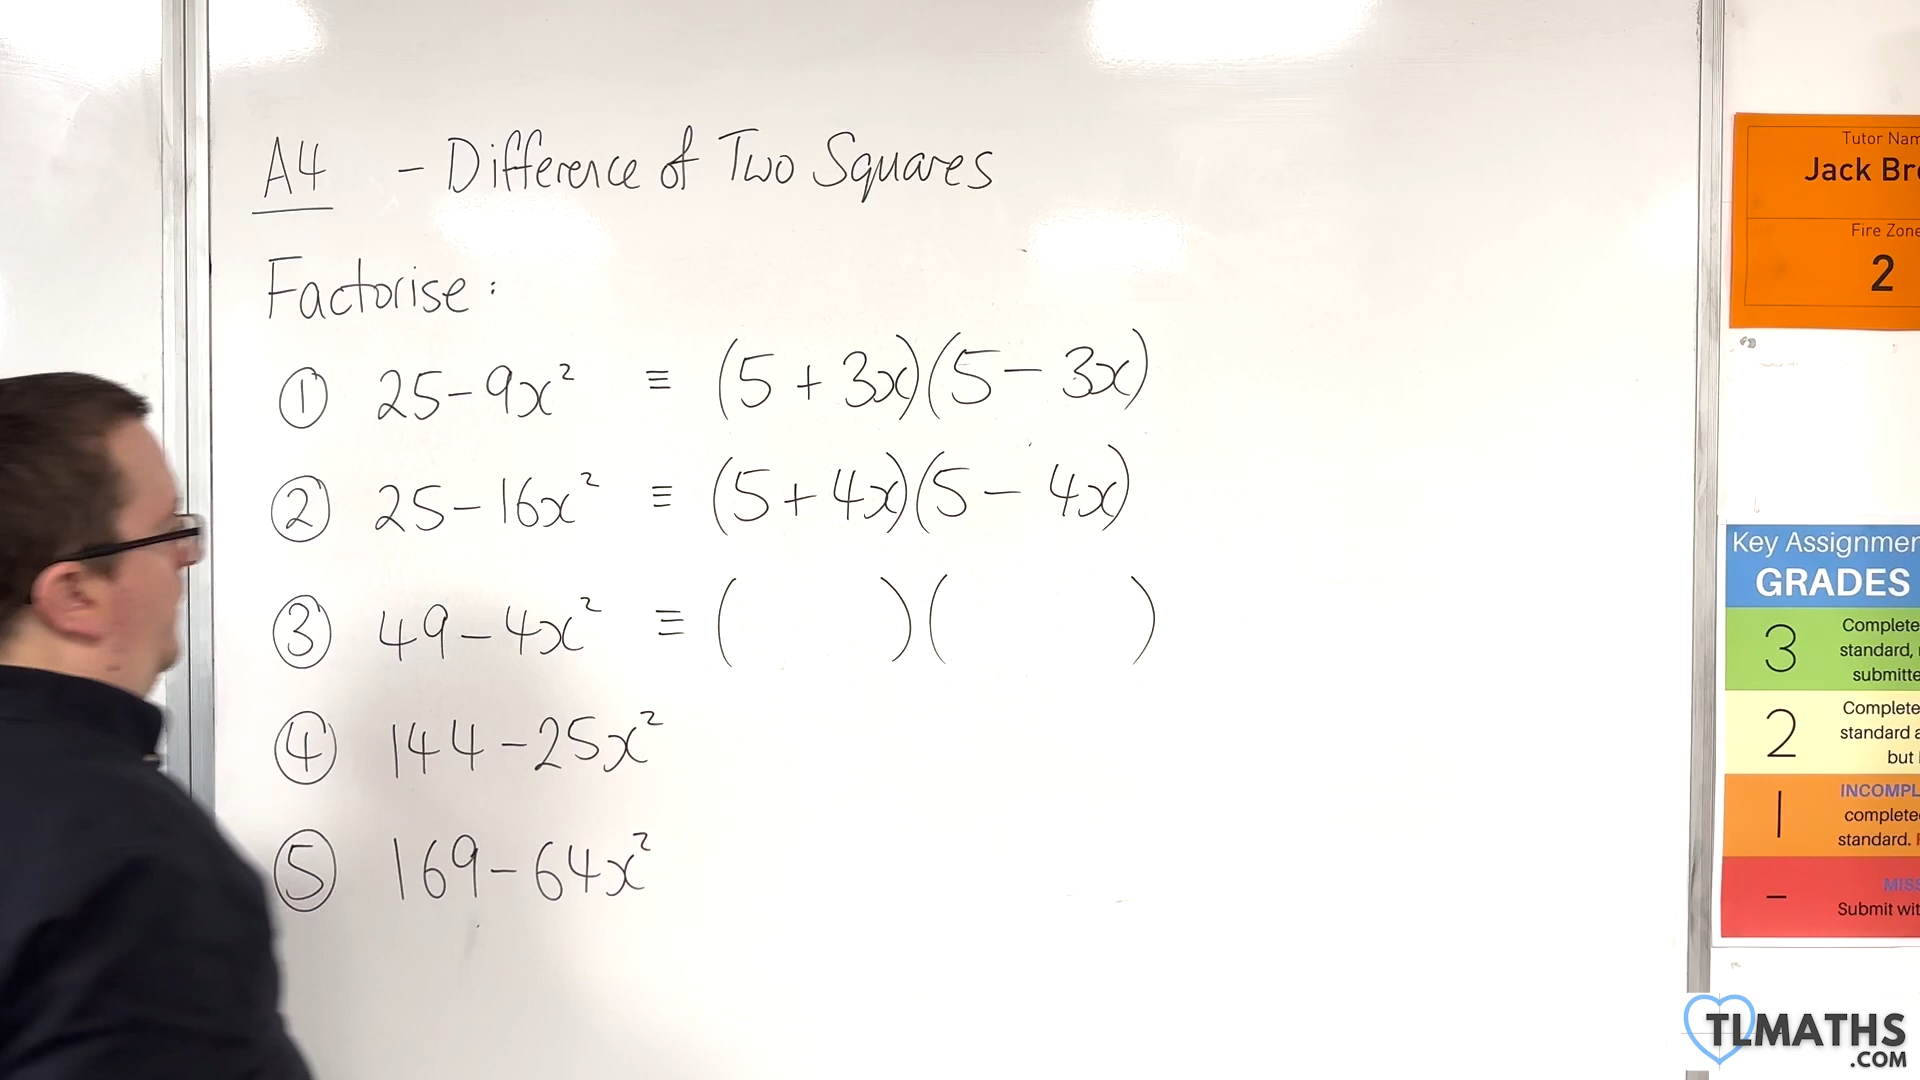 A4 - Difference of Two Squares
Factorise:
① 25-9x² ≡ (5+3x)(5-3x)
② 25-16x² ≡ (5+4x)(5-4x)
③ 49-4x² ≡ (    )(    )
④ 144-25x²
⑤ 169-64x²
Tutor Nam
Jack Bro
Fire Zone
2
Key Assignmen
GRADES
3
Complete
standard,
submitte
2
Complete
standard a
but
1
INCOMPL
complete
standard.
-
MISS
Submit wit
TLMATHS
.COM